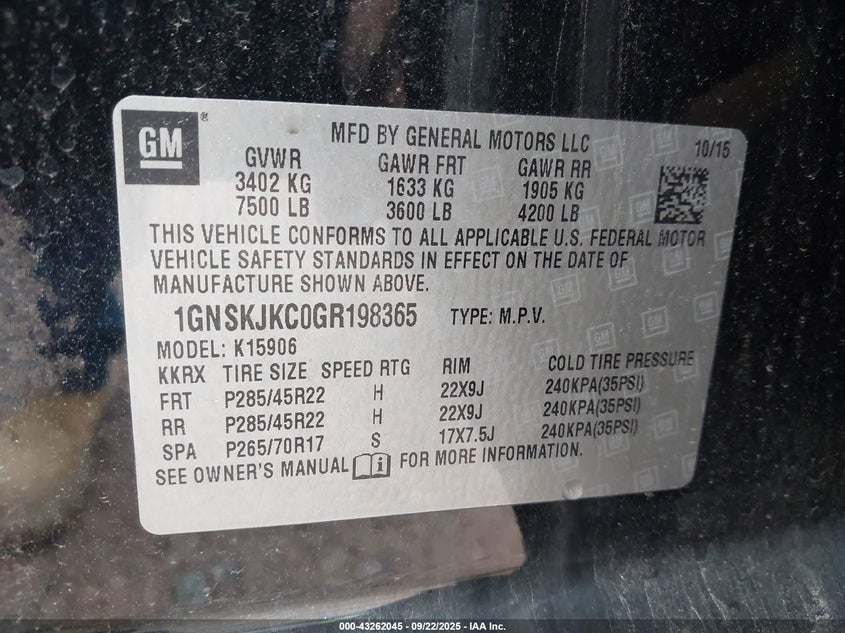 GM®
MFD BY GENERAL MOTORS LLC 10/15
GVWR GAWR FRT GAWR RR
3402 KG 1633 KG 1905 KG
7500 LB 3600 LB 4200 LB
THIS VEHICLE CONFORMS TO ALL APPLICABLE U.S. FEDERAL MOTOR
VEHICLE SAFETY STANDARDS IN EFFECT ON THE DATE OF
MANUFACTURE SHOWN ABOVE.
1GNSKJKC0GR198365 TYPE: M.P.V.
MODEL: K15906
KKRX TIRE SIZE SPEED RTG RIM COLD TIRE PRESSURE
FRT P285/45R22 H 22X9J 240KPA(35PSI)
RR P285/45R22 H 22X9J 240KPA(35PSI)
SPA P265/70R17 S 17X7.5J 240KPA(35PSI)
SEE OWNER'S MANUAL FOR MORE INFORMATION.
000-43262045 - 09/22/2025 - IAA Inc.